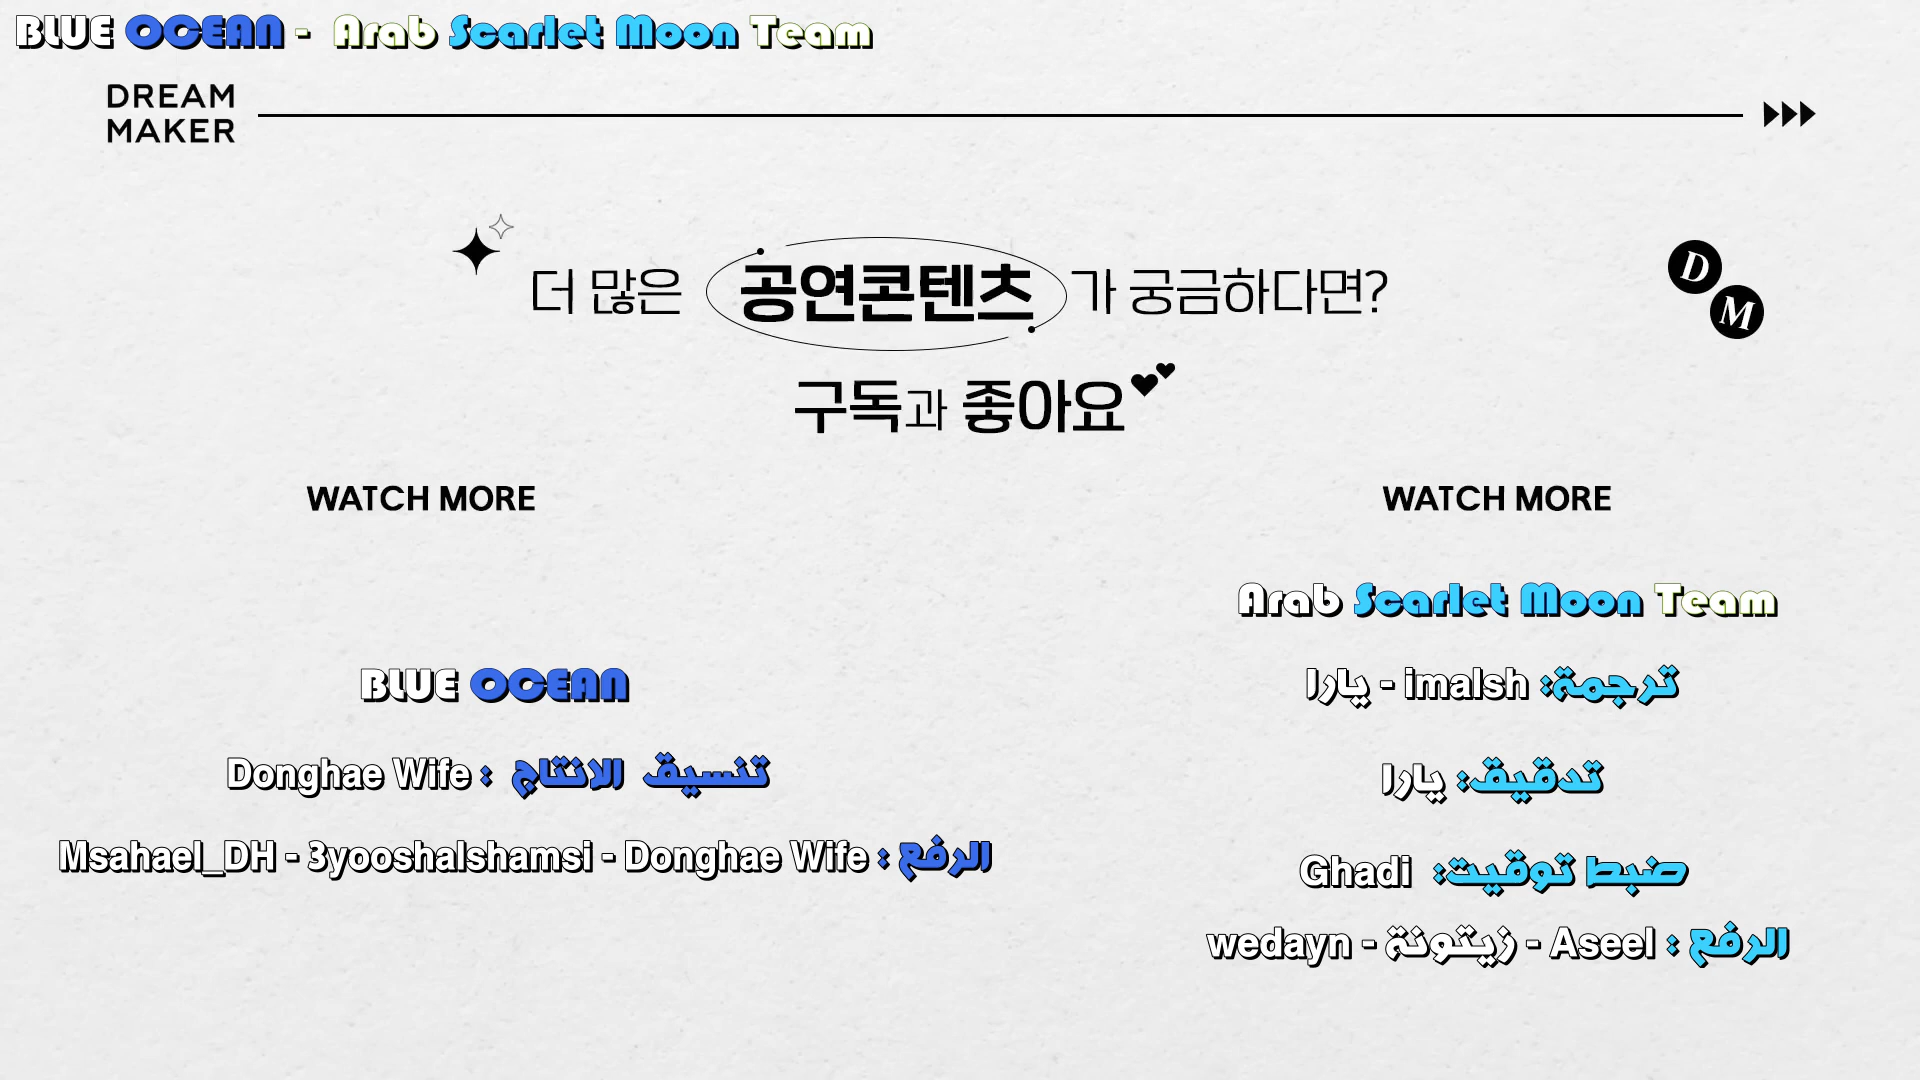 BLUE OCEAN - Arab Scarlet Moon Team
DREAM
MAKER
더 많은 공연콘텐츠가 궁금하다면?
D
M
구독과 좋아요
WATCH MORE
WATCH MORE
BLUE OCEAN
تنسيق الانتاج : Donghae Wife
الرفع : Msahael_DH - 3yooshalshamsi - Donghae Wife
Arab Scarlet Moon Team
ترجمة: imalsh - يارا
تدقيق: يارا
ضبط توقيت: Ghadi
الرفع : Aseel - زيتونة - wedayn